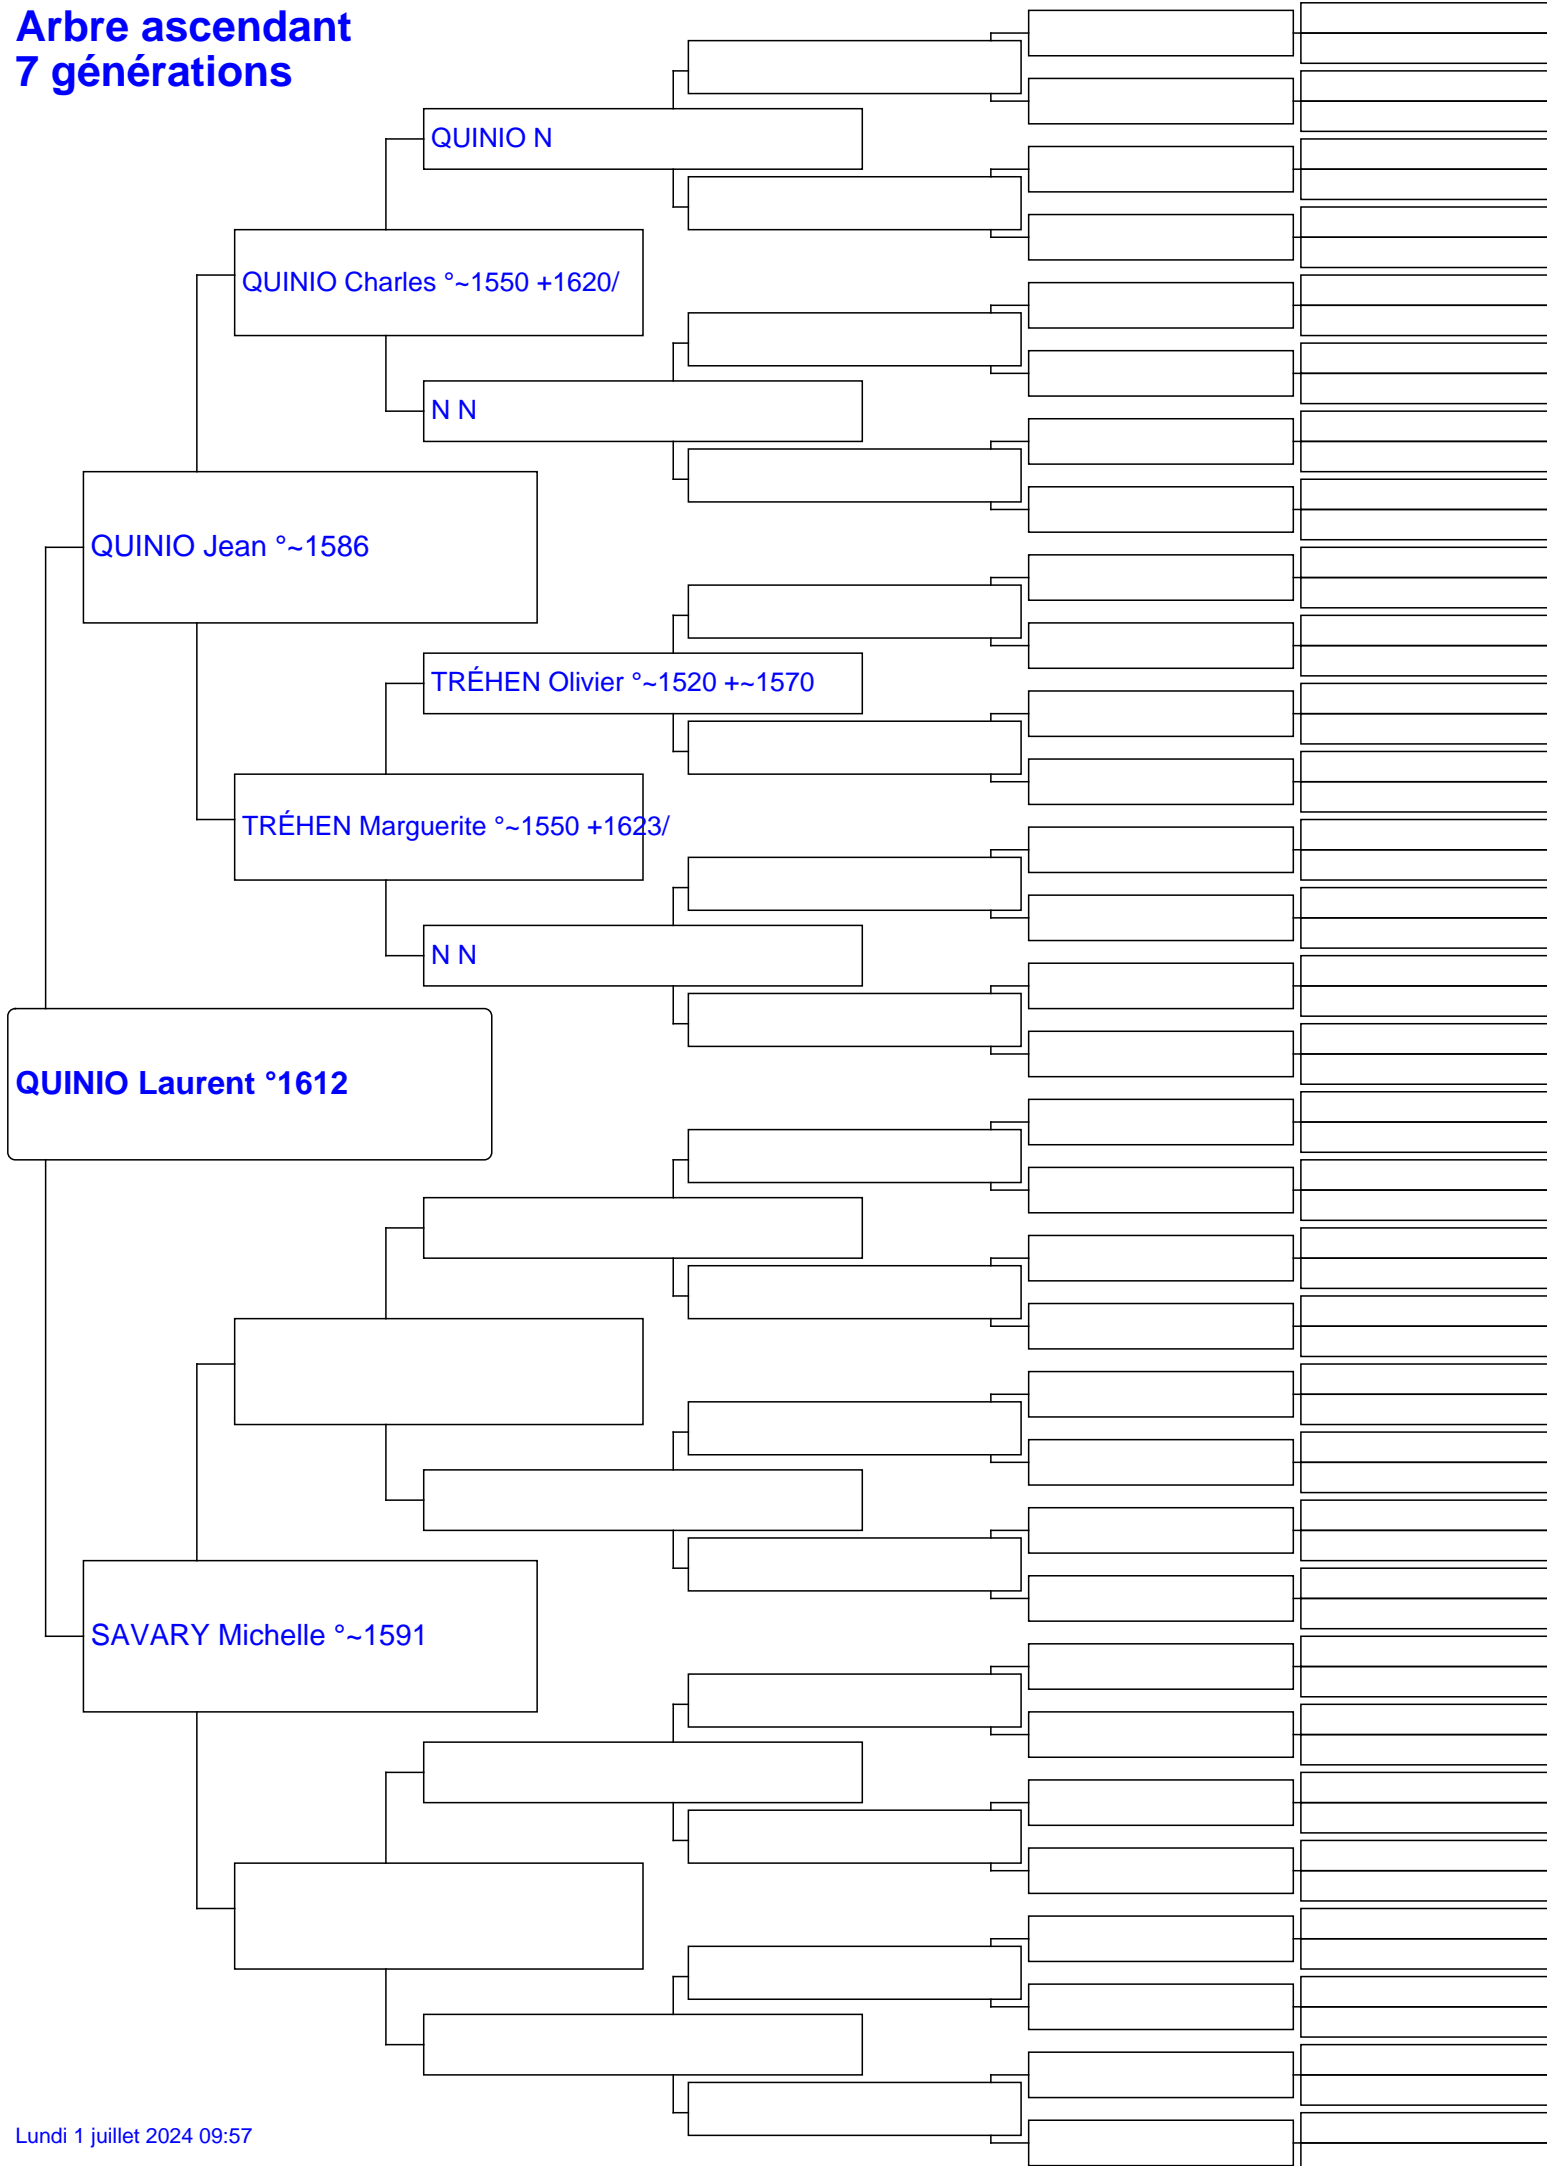 Arbre ascendant
7 générations
QUINIO N
QUINIO Charles °~1550 +1620/
N N
QUINIO Jean °~1586
TRÉHEN Olivier °~1520 +~1570
TRÉHEN Marguerite °~1550 +1623/
N N
QUINIO Laurent °1612
SAVARY Michelle °~1591
Lundi 1 juillet 2024 09:57